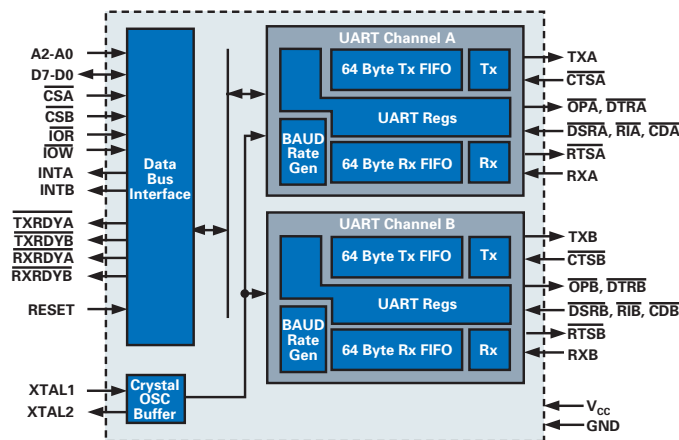 A2-A0
D7-D0
CSA
CSB
IOR
IOW
INTA
INTB
TXRDYA
TXRDYB
RXRDYA
RXRDYB
RESET
XTAL1
XTAL2
Data
Bus
Interface
Crystal
OSC
Buffer
UART Channel A
64 Byte Tx FIFO
Tx
UART Regs
BAUD
Rate
Gen
64 Byte Rx FIFO
Rx
UART Channel B
64 Byte Tx FIFO
Tx
UART Regs
BAUD
Rate
Gen
64 Byte Rx FIFO
Rx
TXA
CTSA
OPA, DTRA
DSRA, RIA, CDA
RTSA
RXA
TXB
CTSB
OPB, DTRB
DSRB, RIB, CDB
RTSB
RXB
VCC
GND